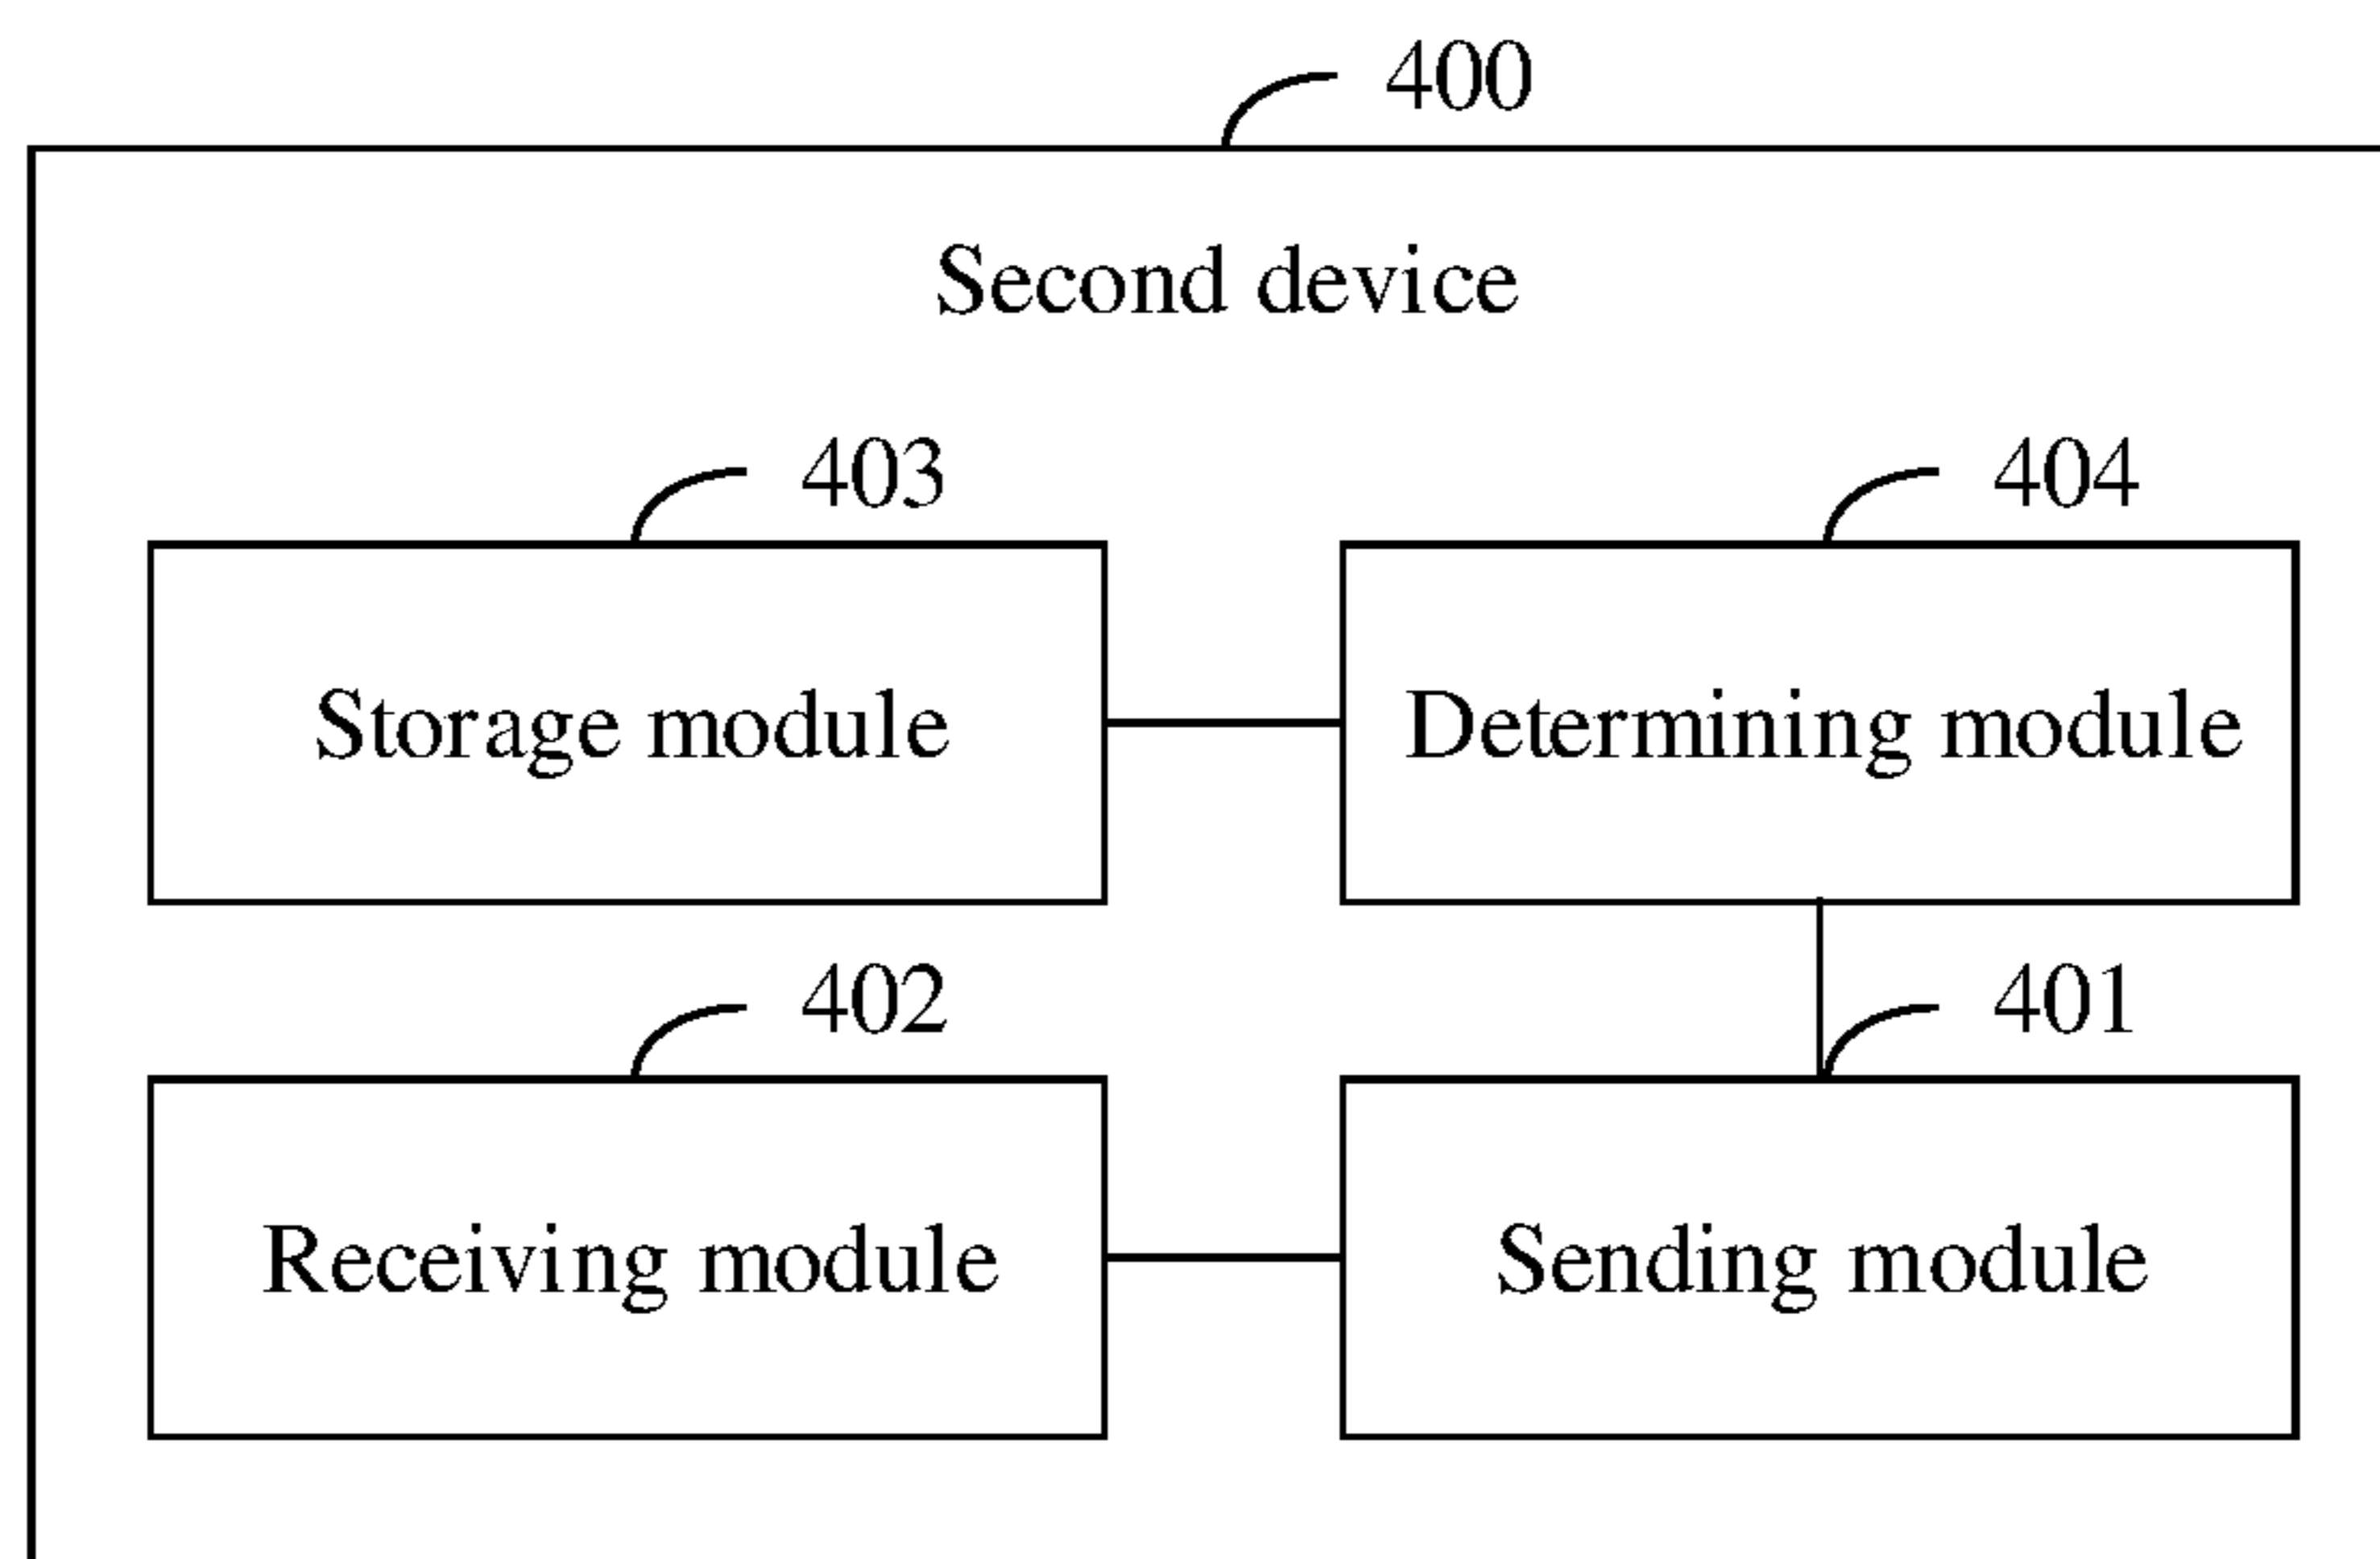 400
Second device
403
404
Storage module
Determining module
402
401
Receiving module
Sending module